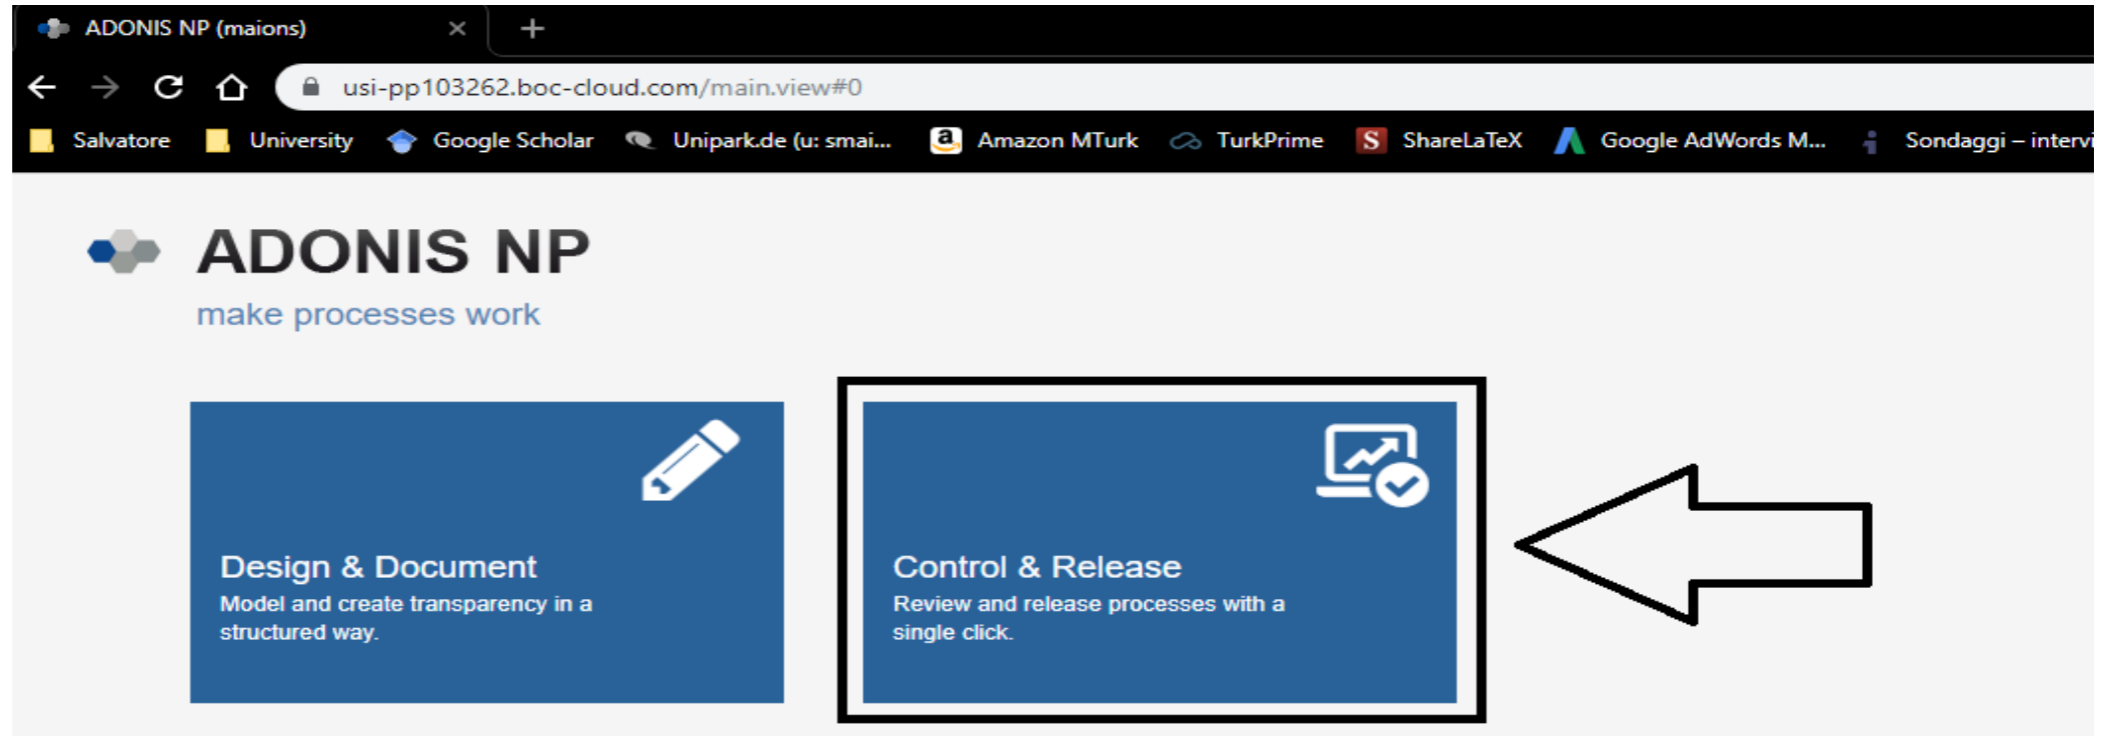 ADONIS NP (maions)
usi-pp103262.boc-cloud.com/main.view#0
Salvatore University Google Scholar Unipark.de (u: smai... a Amazon MTurk TurkPrime S ShareLaTeX Google AdWords M... Sondaggi – intervi
ADONIS NP
make processes work
Design & Document
Model and create transparency in a
structured way.
Control & Release
Review and release processes with a
single click.